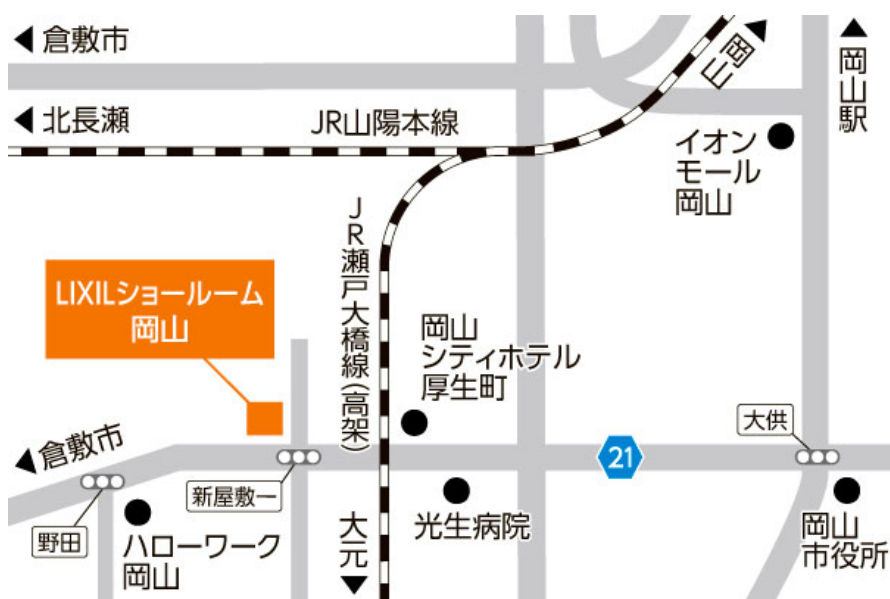 倉敷市
北長瀬
JR山陽本線
岡山
岡山駅
イオン
モール
岡山
JR瀬戸大橋線(高架)
LIXILショールーム
岡山
岡山
シティホテル
厚生町
倉敷市
大供
21
新屋敷一
野田
ハローワーク
岡山
大元
光生病院
岡山
市役所